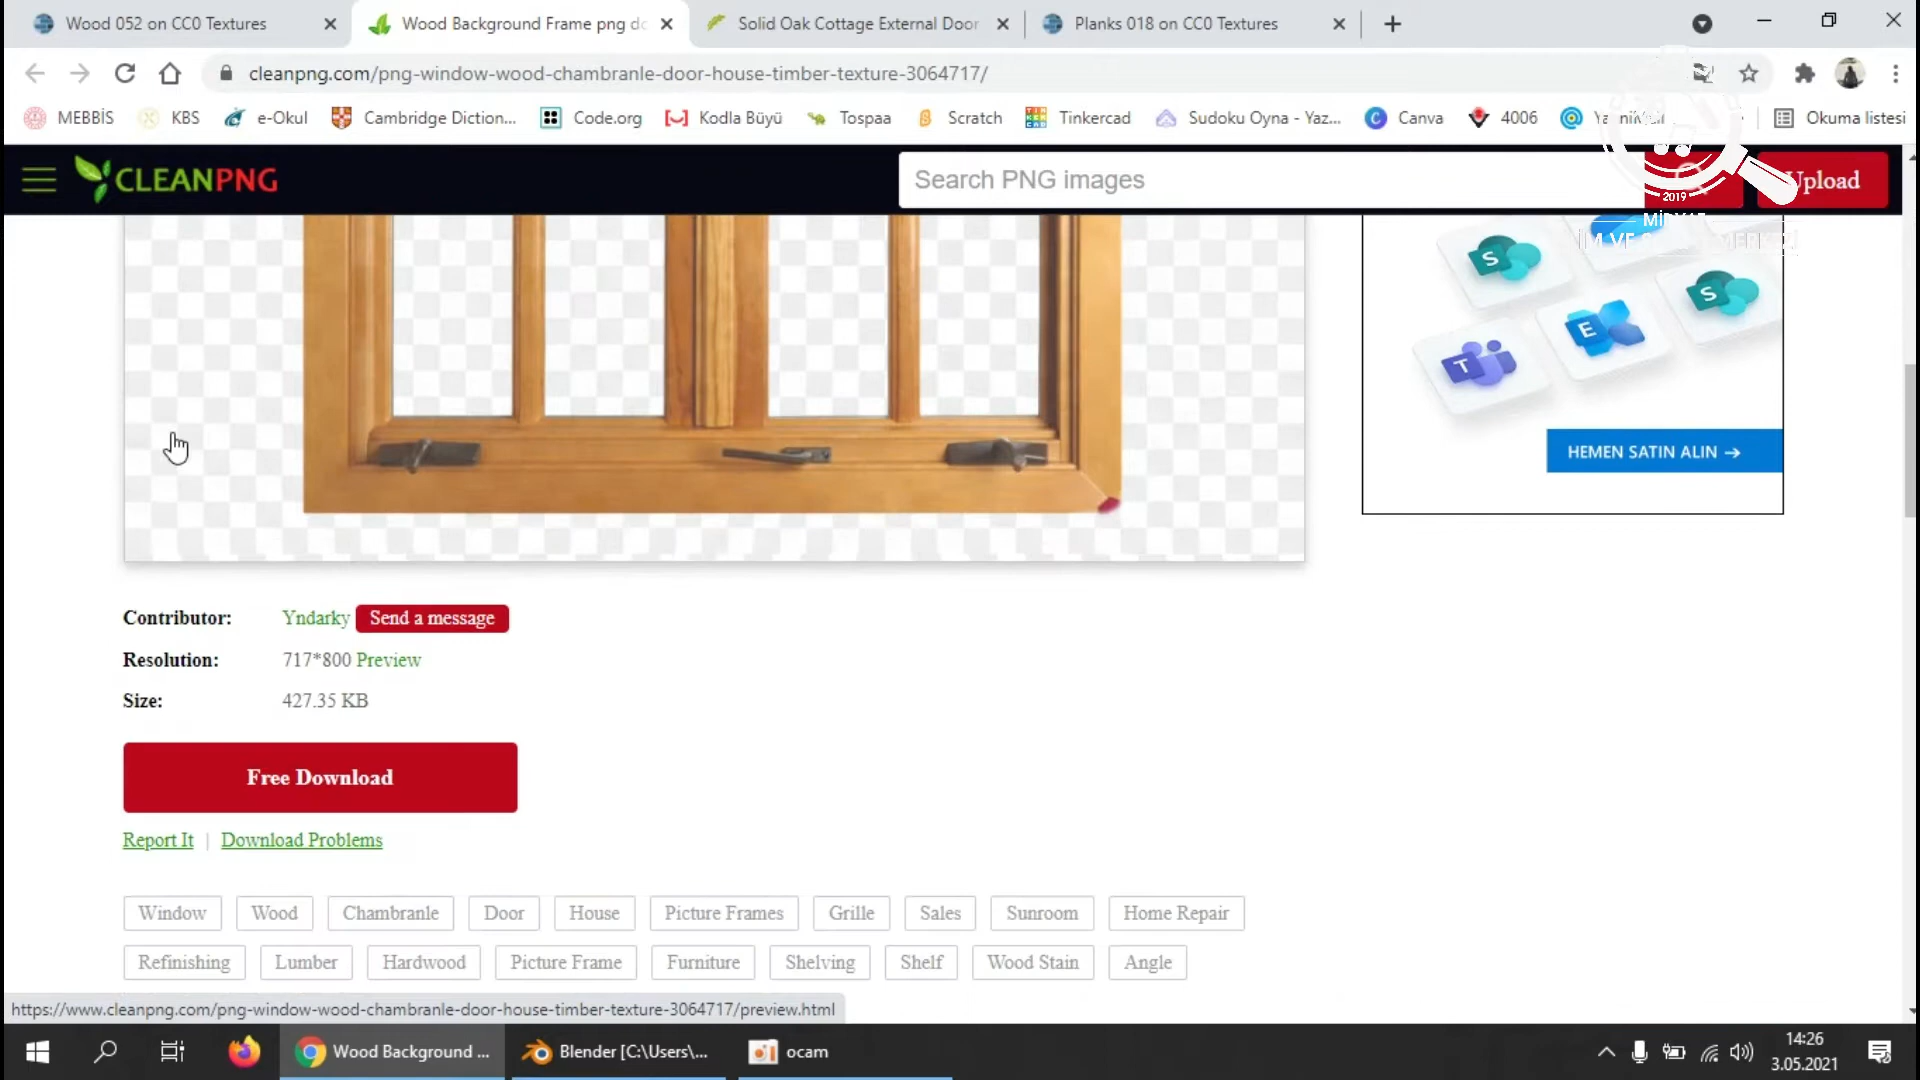 Wood 052 on CC0 Textures
Wood Background Frame png do
Solid Oak Cottage External Door
Planks 018 on CC0 Textures
cleanpng.com/png-window-wood-chambranle-door-house-timber-texture-3064717/
MEBBİS
KBS
e-Okul
Cambridge Diction...
Code.org
Kodla Büyü
Tospaa
Scratch
Tinkercad
Sudoku Oyna - Yaz...
Canva
4006
Okuma listesi
CLEANPNG
Search PNG images
Upload
2019
S
S
E
T
HEMEN SATIN ALIN →
Contributor: Yndarky Send a message
Resolution: 717*800 Preview
Size: 427.35 KB
Free Download
Report It | Download Problems
Window Wood Chambranle Door House Picture Frames Grille Sales Sunroom Home Repair
Refinishing Lumber Hardwood Picture Frame Furniture Shelving Shelf Wood Stain Angle
https://www.cleanpng.com/png-window-wood-chambranle-door-house-timber-texture-3064717/preview.html
Wood Background ...
Blender [C:\Users\...
ocam
14:26
3.05.2021